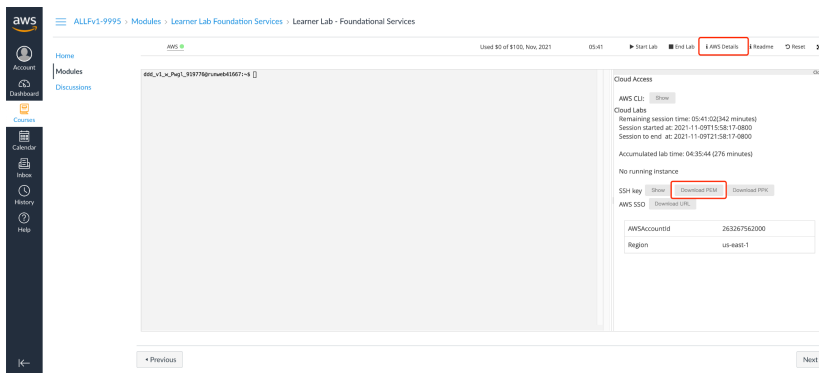 aws
ALLFv1-9995 › Modules › Learner Lab Foundation Services › Learner Lab - Foundational Services
Account
Dashboard
Courses
Calendar
Inbox
History
Help
Home
Modules
Discussions
AWS
Used $0 of $100, Nov, 2021
05:41
Start Lab
End Lab
AWS Details
Readme
Reset
ddd_v1_w_Pwgl_919776@runweb41667:~$
Cloud Access
AWS CLI: Show
Cloud Labs
Remaining session time: 05:41:02(342 minutes)
Session started at: 2021-11-09T15:58:17-0800
Session to end at: 2021-11-09T21:58:17-0800
Accumulated lab time: 04:35:44 (276 minutes)
No running instance
SSH key Show Download PEM Download PPK
AWS SSO Download URL
AWSAccountId 263267562000
Region us-east-1
Previous
Next